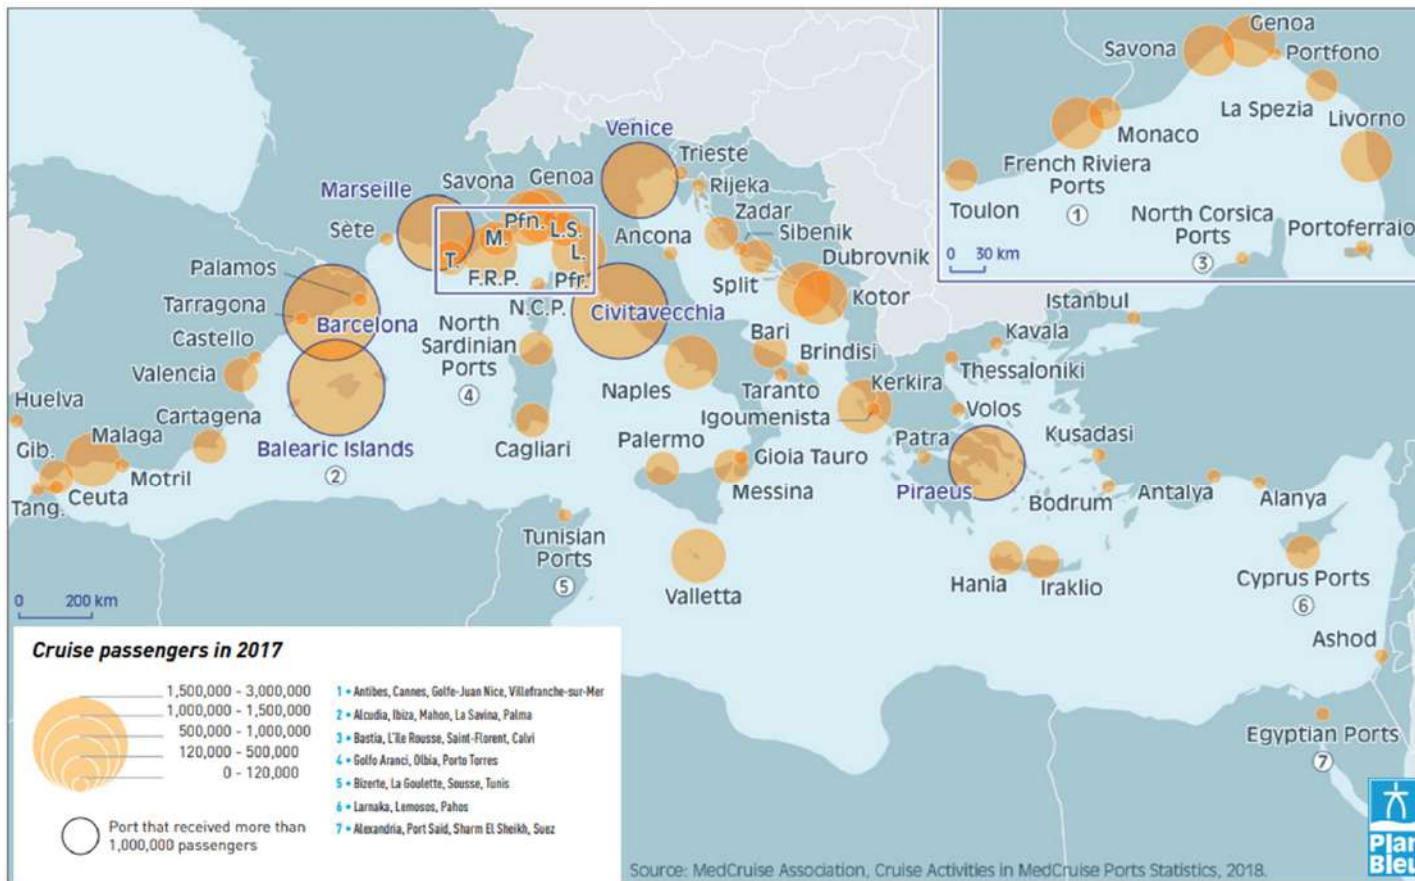 Genoa
Savona
Portfono
La Spezia
Livorno
Monaco
French Riviera
Ports
①
Toulon
North Corsica
Ports
③
Portoferraio
0 30 km
Venice
Trieste
Marseille
Savona
Genoa
Rijeka
Zadar
Sète
Pfn.
L.S.
M.
Ancona
Sibenik
T.
L.
Dubrovnik
Palamos
F.R.P.
Pfr.
Split
Kotor
Tarragona
N.C.P.
Civitavecchia
Istanbul
Barcelona
North
Sardinian
Ports
④
Bari
Kavala
Castello
Brindisi
Thessaloniki
Valencia
Naples
Taranto
Kerkira
Huelva
Cartagena
Igoumenista
Volos
Malaga
Balearic Islands
②
Cagliari
Palermo
Patra
Kusadasi
Gib.
Motril
Gioia Tauro
Messina
Piraeus
Tang.
Ceuta
Bodrum
Antalya
Alanya
Tunisian
Ports
⑤
Valletta
Hania
Iraklio
Cyprus Ports
⑥
0 200 km
Ashod
Egyptian Ports
⑦
Cruise passengers in 2017
1,500,000 - 3,000,000
1,000,000 - 1,500,000
500,000 - 1,000,000
120,000 - 500,000
0 - 120,000
Port that received more than
1,000,000 passengers
1 • Antibes, Cannes, Golfe-Juan Nice, Villefranche-sur-Mer
2 • Alcudia, Ibiza, Mahon, La Savina, Palma
3 • Bastia, L'île Rousse, Saint-Florent, Calvi
4 • Golfo Aranci, Olbia, Porto Torres
5 • Bizerte, La Goulette, Sousse, Tunis
6 • Larnaka, Lemosos, Pahos
7 • Alexandria, Port Said, Sharm El Sheikh, Suez
Source: MedCruise Association, Cruise Activities in MedCruise Ports Statistics, 2018.
Plan
Bleu